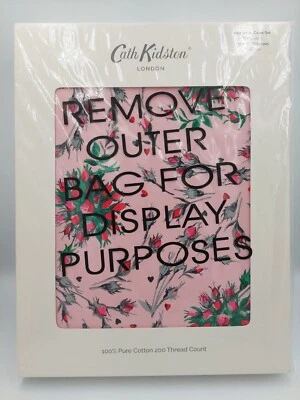 Cath Kidston
LONDON
REMOVE
OUTER
BAG FOR
DISPLAY
PURPOSES
100% Pure Cotton 200 Thread Count